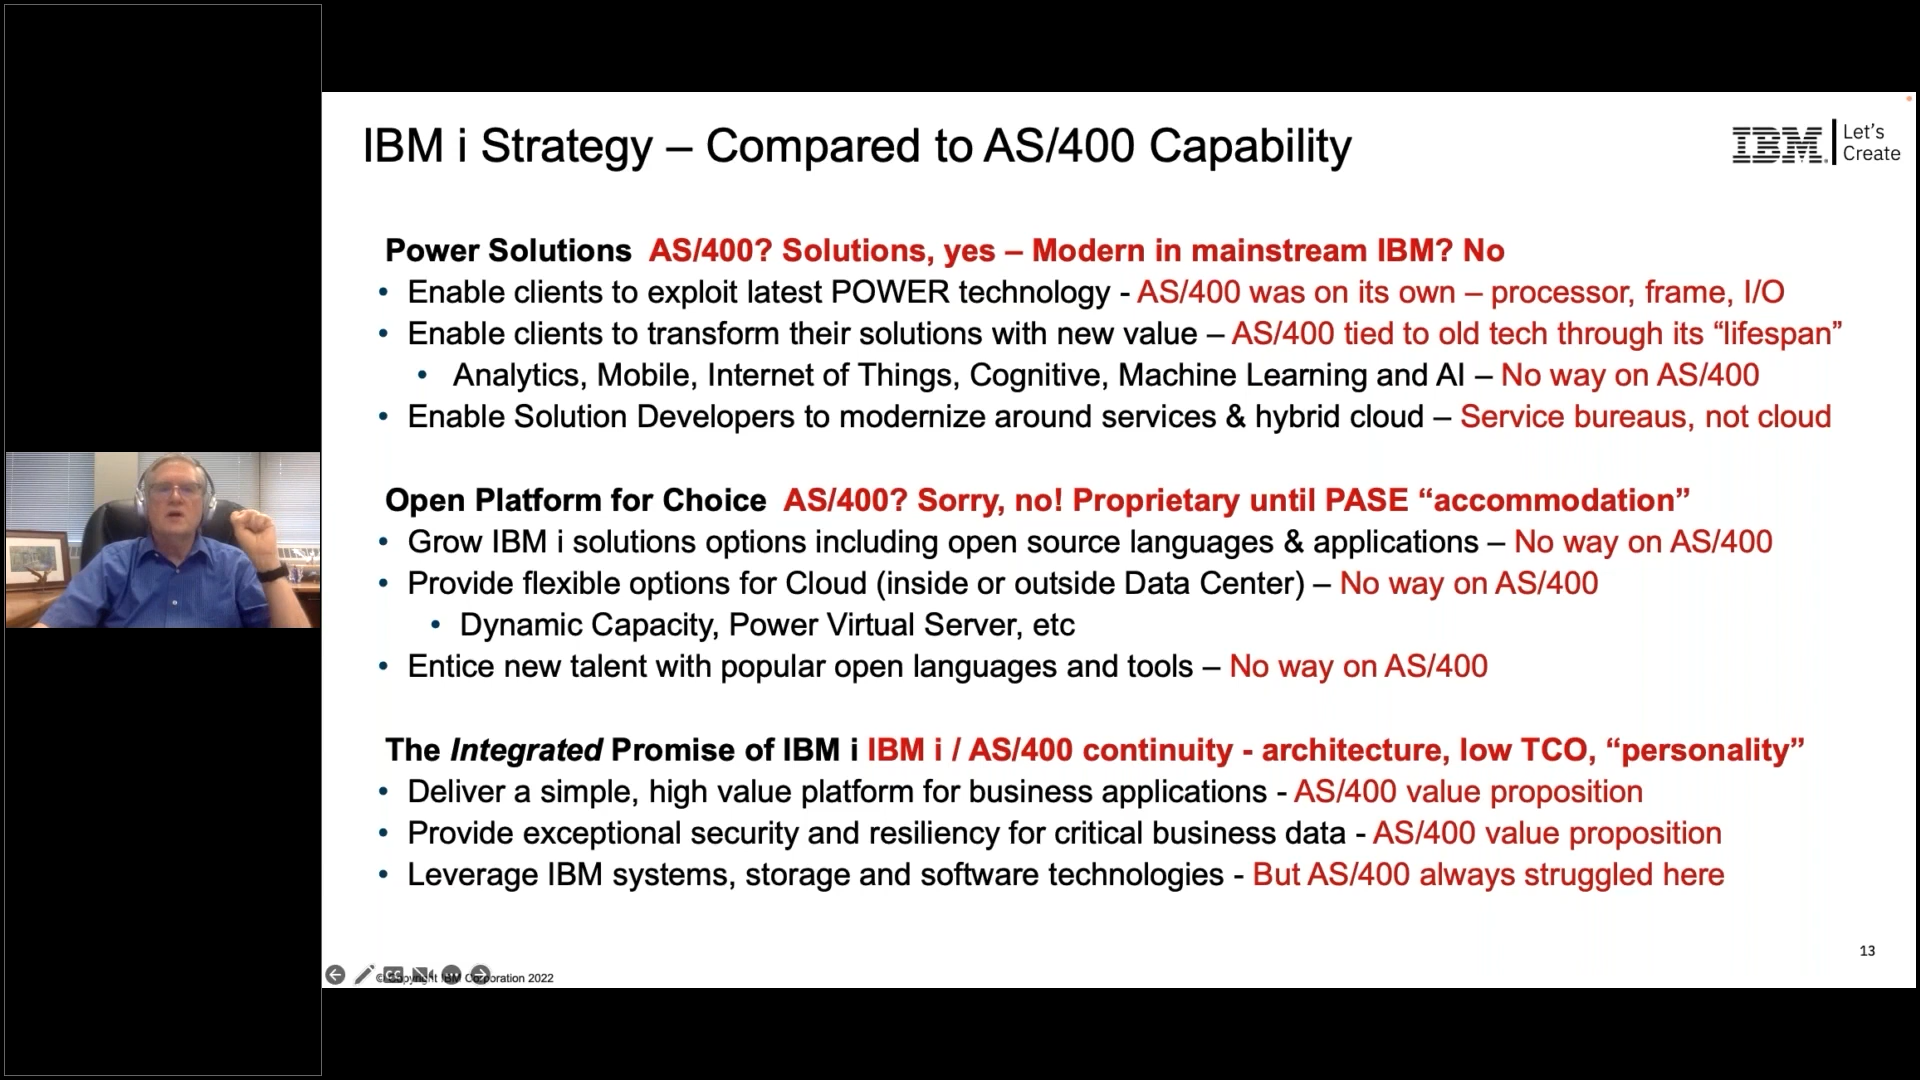 IBM i Strategy – Compared to AS/400 Capability
IBM
Let's
Create
Power Solutions AS/400? Solutions, yes – Modern in mainstream IBM? No
• Enable clients to exploit latest POWER technology - AS/400 was on its own – processor, frame, I/O
• Enable clients to transform their solutions with new value – AS/400 tied to old tech through its “lifespan”
• Analytics, Mobile, Internet of Things, Cognitive, Machine Learning and AI – No way on AS/400
• Enable Solution Developers to modernize around services & hybrid cloud – Service bureaus, not cloud
Open Platform for Choice AS/400? Sorry, no! Proprietary until PASE “accommodation”
• Grow IBM i solutions options including open source languages & applications – No way on AS/400
• Provide flexible options for Cloud (inside or outside Data Center) – No way on AS/400
• Dynamic Capacity, Power Virtual Server, etc
• Entice new talent with popular open languages and tools – No way on AS/400
The Integrated Promise of IBM i IBM i / AS/400 continuity - architecture, low TCO, “personality”
• Deliver a simple, high value platform for business applications - AS/400 value proposition
• Provide exceptional security and resiliency for critical business data - AS/400 value proposition
• Leverage IBM systems, storage and software technologies - But AS/400 always struggled here
13
© Copyright IBM Corporation 2022